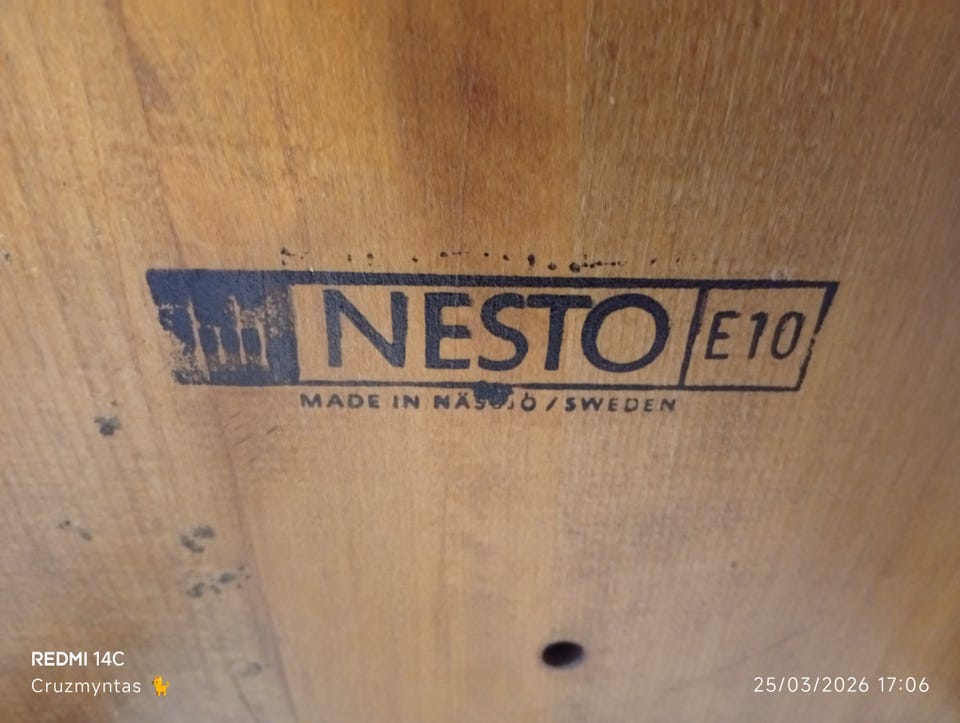 NESTO E10
MADE IN NÄSSJÖ / SWEDEN
REDMI 14C
Cruzmyntas 🐈
25/03/2026 17:06